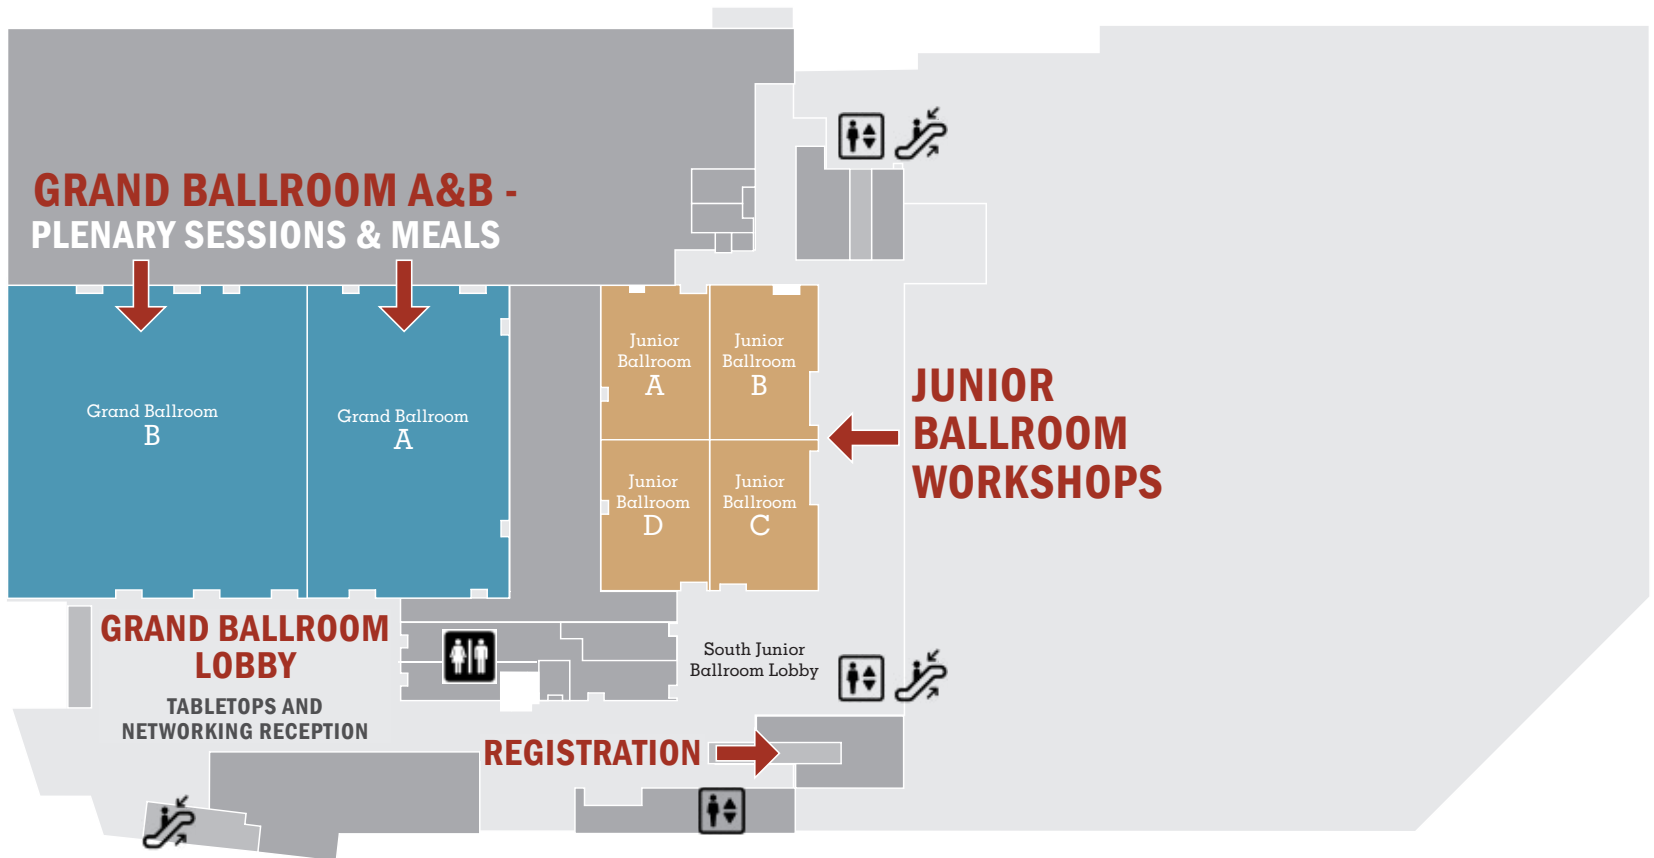 GRAND BALLROOM A&B -
PLENARY SESSIONS & MEALS
Grand Ballroom
B
Grand Ballroom
A
Junior
Ballroom
A
Junior
Ballroom
B
Junior
Ballroom
D
Junior
Ballroom
C
JUNIOR
BALLROOM
WORKSHOPS
GRAND BALLROOM
LOBBY
TABLETOPS AND
NETWORKING RECEPTION
South Junior
Ballroom Lobby
REGISTRATION